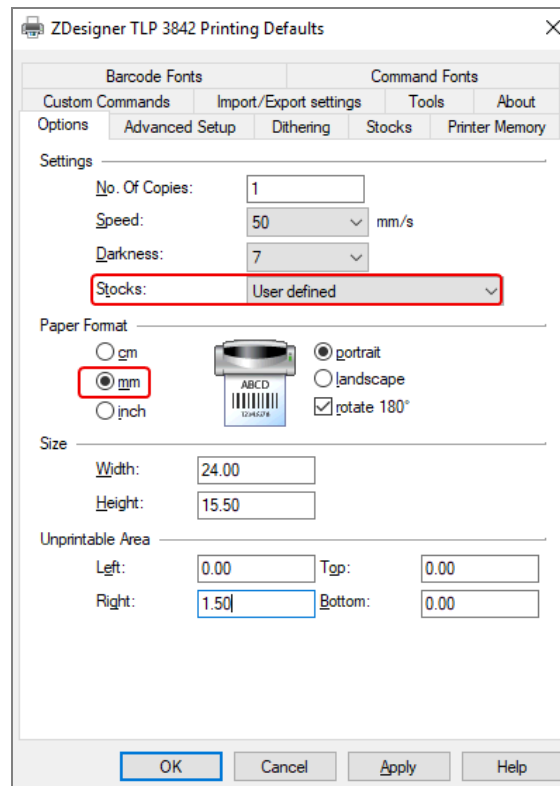 ZDesigner TLP 3842 Printing Defaults
Barcode Fonts Command Fonts
Custom Commands Import/Export settings Tools About
Options Advanced Setup Dithering Stocks Printer Memory
Settings
No. Of Copies: 1
Speed: 50 mm/s
Darkness: 7
Stocks: User defined
Paper Format
cm portrait
mm landscape
inch rotate 180°
ABCD
12345678
Size
Width: 24.00
Height: 15.50
Unprintable Area
Left: 0.00 Top: 0.00
Right: 1.50 Bottom: 0.00
OK Cancel Apply Help